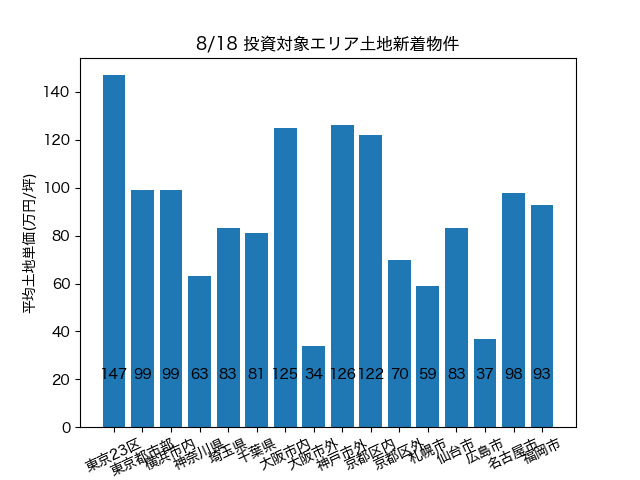 8/18 投資対象エリア土地新着物件
平均土地単価(万円/坪)
140
120
100
80
60
40
20
0
147 99 99 63 83 81 125 34 126 122 70 59 83 37 98 93
東京23区
東京都市部
横浜市内
神奈川県
埼玉県
千葉県
大阪市内
大阪市外
神戸市外
京都区内
京都区外
札幌市
仙台市
広島市
名古屋市
福岡市